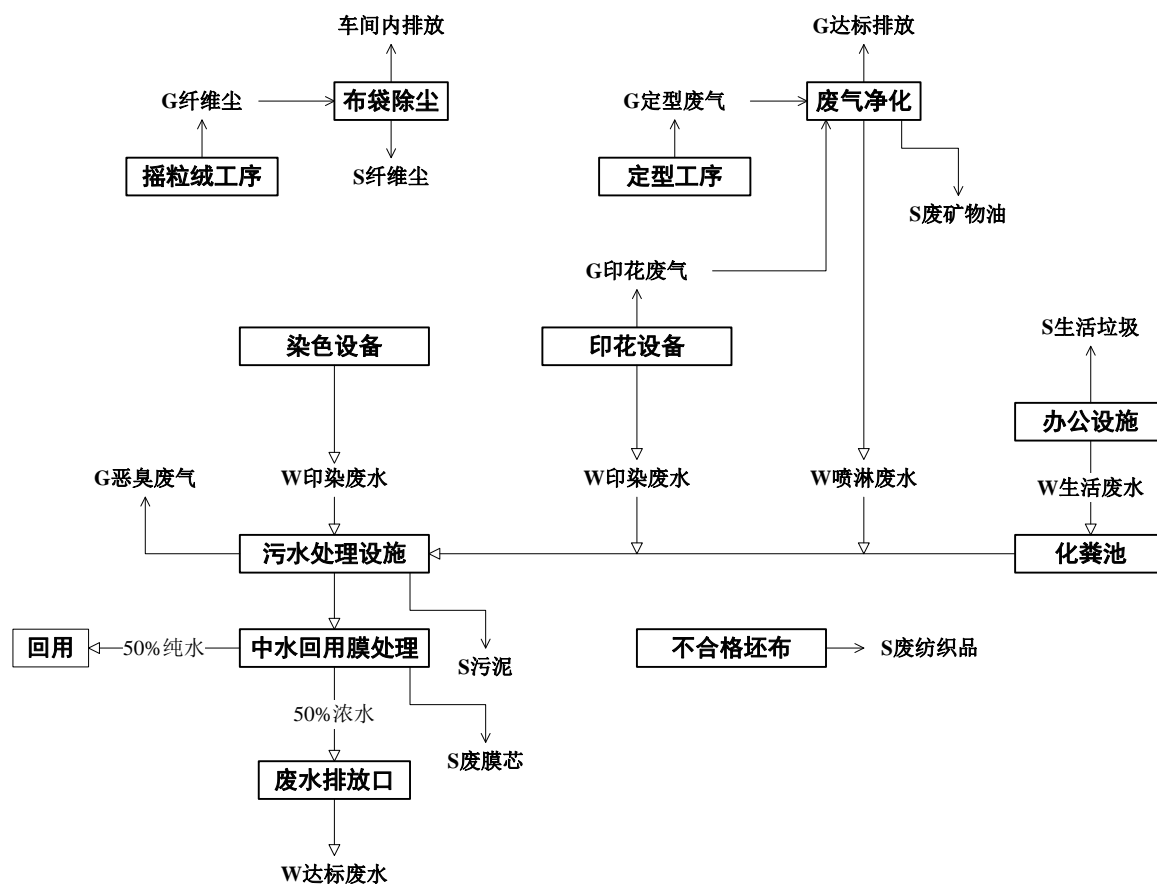 车间内排放
G达标排放
G纤维尘
布袋除尘
G定型废气
废气净化
摇粒绒工序
S纤维尘
定型工序
S废矿物油
G印花废气
染色设备
印花设备
S生活垃圾
办公设施
G恶臭废气
W印染废水
W印染废水
W喷淋废水
W生活废水
污水处理设施
化粪池
回用
50%纯水
中水回用膜处理
S污泥
不合格坯布
S废纺织品
50%浓水
S废膜芯
废水排放口
W达标废水